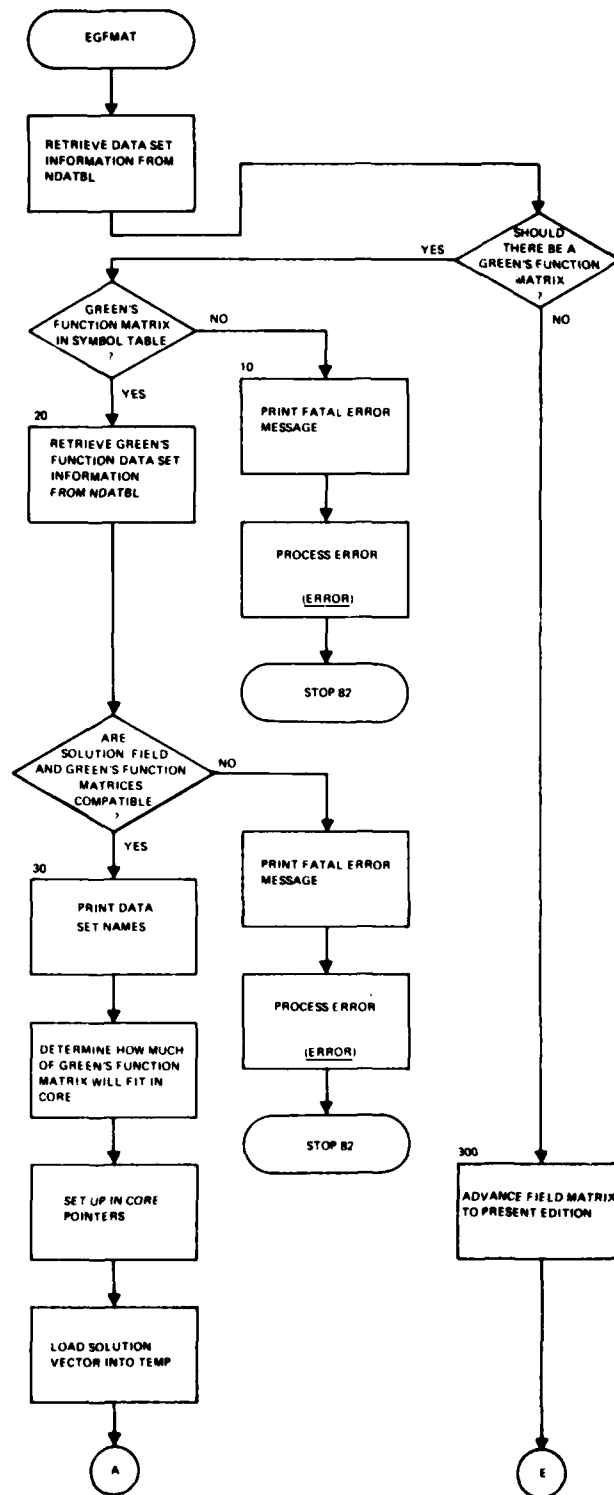 EGFMAT
RETRIEVE DATA SET
INFORMATION FROM
NDATBL
SHOULD
THERE BE A
GREEN'S FUNCTION
MATRIX
?
YES
NO
GREEN'S
FUNCTION MATRIX
IN SYMBOL TABLE
?
NO
YES
10
PRINT FATAL ERROR
MESSAGE
20
RETRIEVE GREEN'S
FUNCTION DATA SET
INFORMATION
FROM NDATBL
PROCESS ERROR
(ERROR)
STOP 82
ARE
SOLUTION FIELD
AND GREEN'S FUNCTION
MATRICES
COMPATIBLE
?
NO
YES
PRINT FATAL ERROR
MESSAGE
30
PRINT DATA
SET NAMES
PROCESS ERROR
(ERROR)
DETERMINE HOW MUCH
OF GREEN'S FUNCTION
MATRIX WILL FIT IN
CORE
STOP 82
300
ADVANCE FIELD MATRIX
TO PRESENT EDITION
SET UP IN CORE
POINTERS
LOAD SOLUTION
VECTOR INTO TEMP
A
E